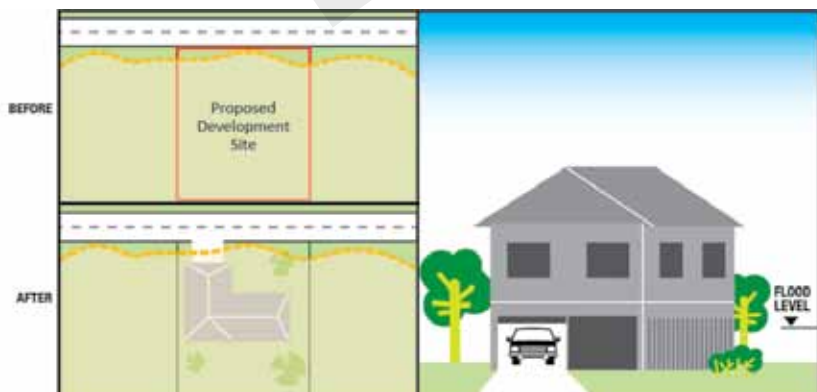 BEFORE
Proposed
Development
Site
AFTER
FLOOD
LEVEL